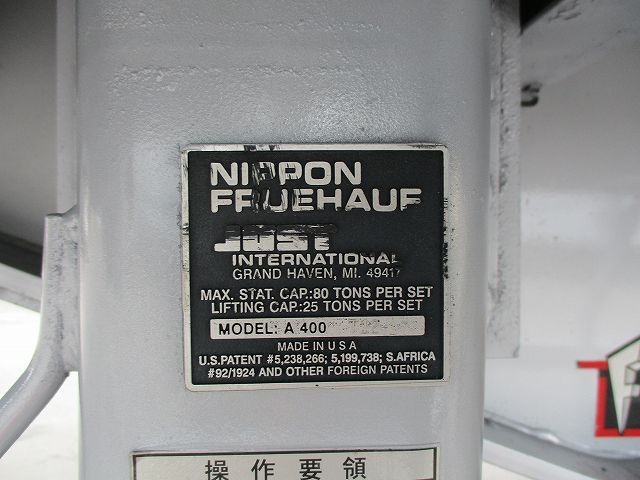 NIPPON
FRUEHAUF
JOST
INTERNATIONAL
GRAND HAVEN, MI. 49417
MAX. STAT. CAP.:80 TONS PER SET
LIFTING CAP.:25 TONS PER SET
MODEL: A 400
MADE IN U S A
U.S.PATENT #5,238,266; 5,199,738; S.AFRICA
#92/1924 AND OTHER FOREIGN PATENTS
操作要領